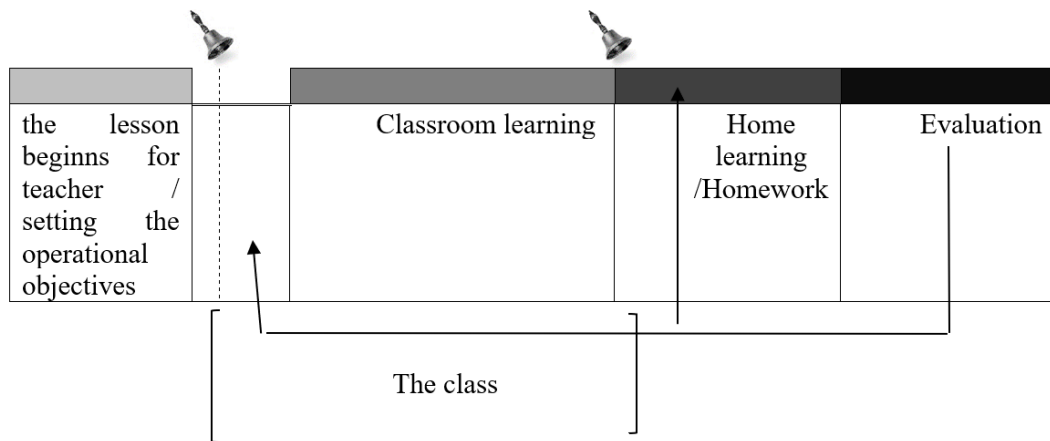 the lesson
beginns for
teacher /
setting the
operational
objectives
Classroom learning
Home
learning
/Homework
Evaluation
The class